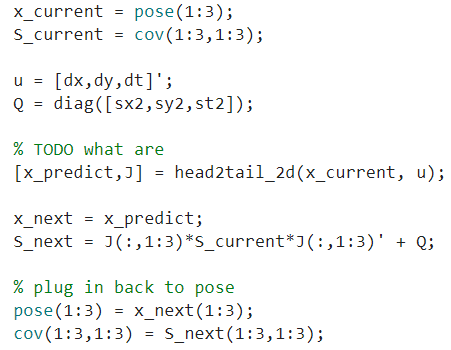 x_current = pose(1:3);
S_current = cov(1:3,1:3);
u = [dx,dy,dt]';
Q = diag([sx2,sy2,st2]);
% TODO what are
[x_predict,J] = head2tail_2d(x_current, u);
x_next = x_predict;
S_next = J(:,1:3)*S_current*J(:,1:3)' + Q;
% plug in back to pose
pose(1:3) = x_next(1:3);
cov(1:3,1:3) = S_next(1:3,1:3);